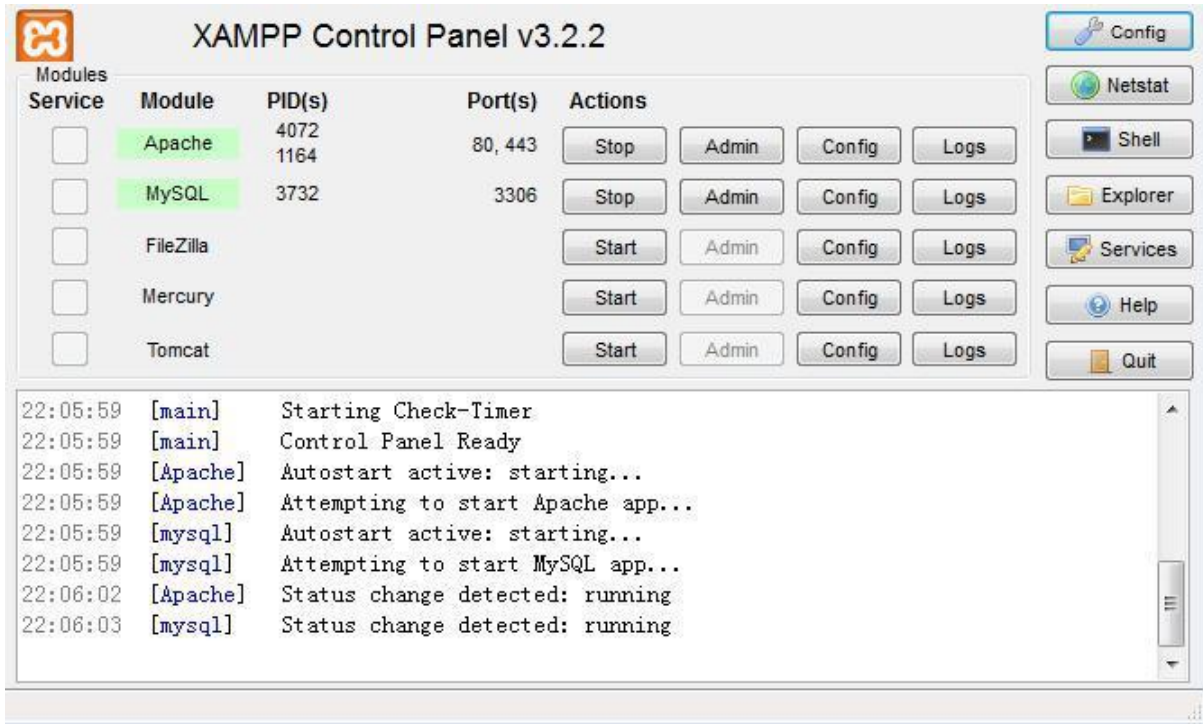 XAMPP Control Panel v3.2.2
Config
Modules
Netstat
Service Module PID(s) Port(s) Actions
Apache 4072 80, 443 Stop Admin Config Logs
1164
Shell
MySQL 3732 3306 Stop Admin Config Logs
Explorer
FileZilla Start Admin Config Logs
Services
Mercury Start Admin Config Logs
Help
Tomcat Start Admin Config Logs
Quit
22:05:59 [main] Starting Check-Timer
22:05:59 [main] Control Panel Ready
22:05:59 [Apache] Autostart active: starting...
22:05:59 [Apache] Attempting to start Apache app...
22:05:59 [mysql] Autostart active: starting...
22:05:59 [mysql] Attempting to start MySQL app...
22:06:02 [Apache] Status change detected: running
22:06:03 [mysql] Status change detected: running